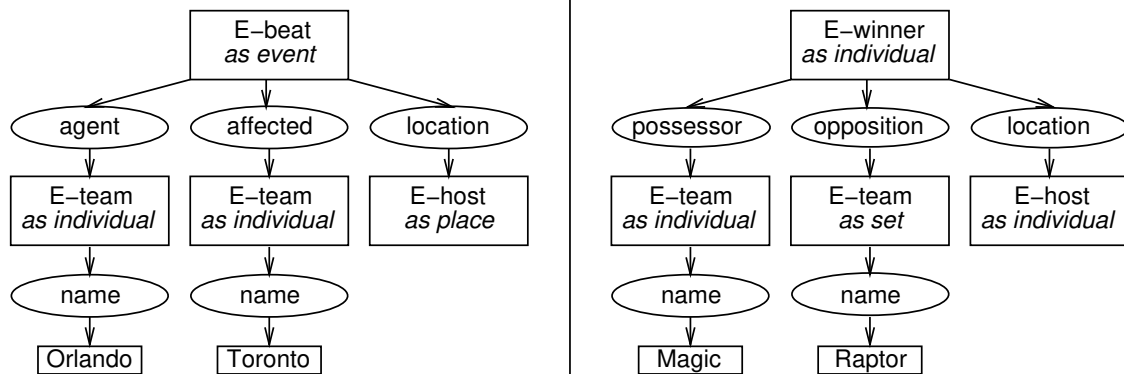 E−beat
as event
agent
affected
location
E−team
as individual
E−team
as individual
E−host
as place
name
name
Orlando
Toronto
E−winner
as individual
possessor
opposition
location
E−team
as individual
E−team
as set
E−host
as individual
name
name
Magic
Raptor